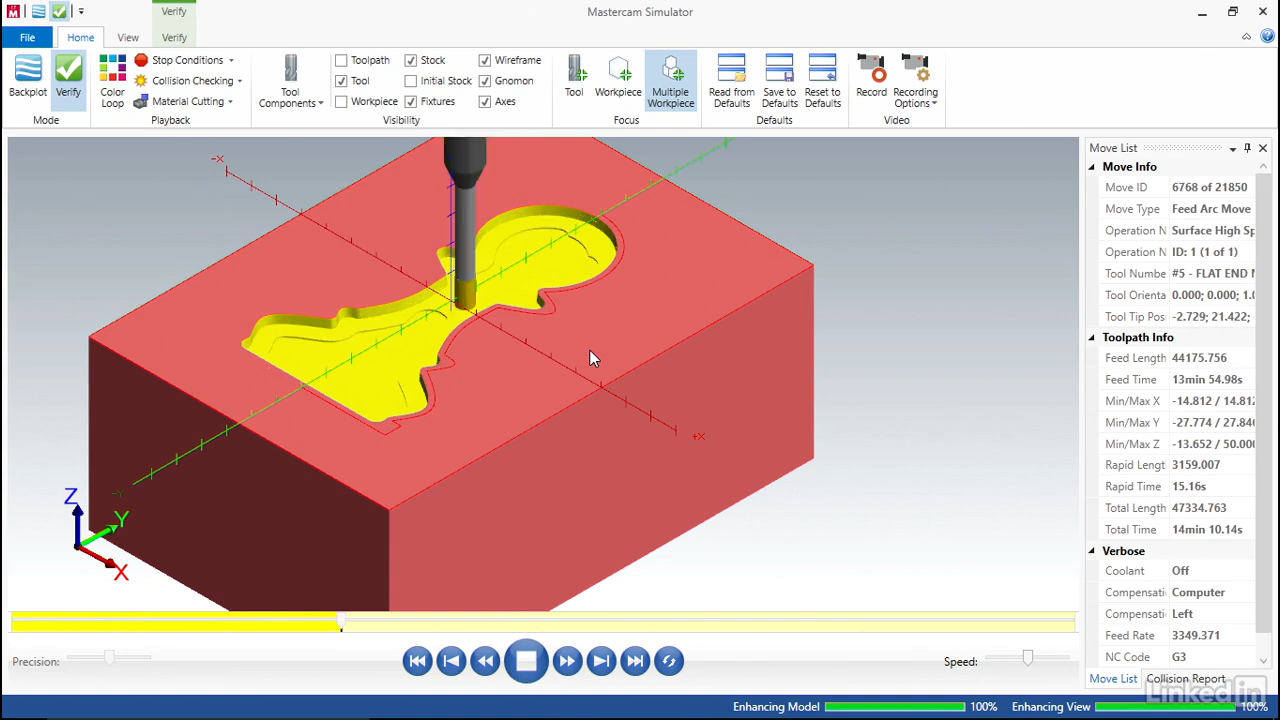 Verify
Mastercam Simulator
File
Home
View
Verify
Backplot
Verify
Mode
Color Loop
Stop Conditions
Collision Checking
Material Cutting
Playback
Tool Components
Toolpath
Tool
Workpiece
Stock
Initial Stock
Fixtures
Wireframe
Gnomon
Axes
Visibility
Tool
Workpiece
Multiple Workpiece
Focus
Read from Defaults
Save to Defaults
Reset to Defaults
Defaults
Record
Recording Options
Video
-X
+X
-Y
Z
Y
X
Move List
Move Info
Move ID 6768 of 21850
Move Type Feed Arc Move
Operation N Surface High Sp
Operation N ID: 1 (1 of 1)
Tool Numbe #5 - FLAT END M
Tool Orienta 0.000; 0.000; 1.0
Tool Tip Pos -2.729; 21.422;
Toolpath Info
Feed Length 44175.756
Feed Time 13min 54.98s
Min/Max X -14.812 / 14.812
Min/Max Y -27.774 / 27.846
Min/Max Z -13.652 / 50.000
Rapid Lengt 3159.007
Rapid Time 15.16s
Total Length 47334.763
Total Time 14min 10.14s
Verbose
Coolant Off
Compensati Computer
Compensati Left
Feed Rate 3349.371
NC Code G3
Move List Collision Report
Precision:
Speed:
Linked in
Enhancing Model 100% Enhancing View 100%